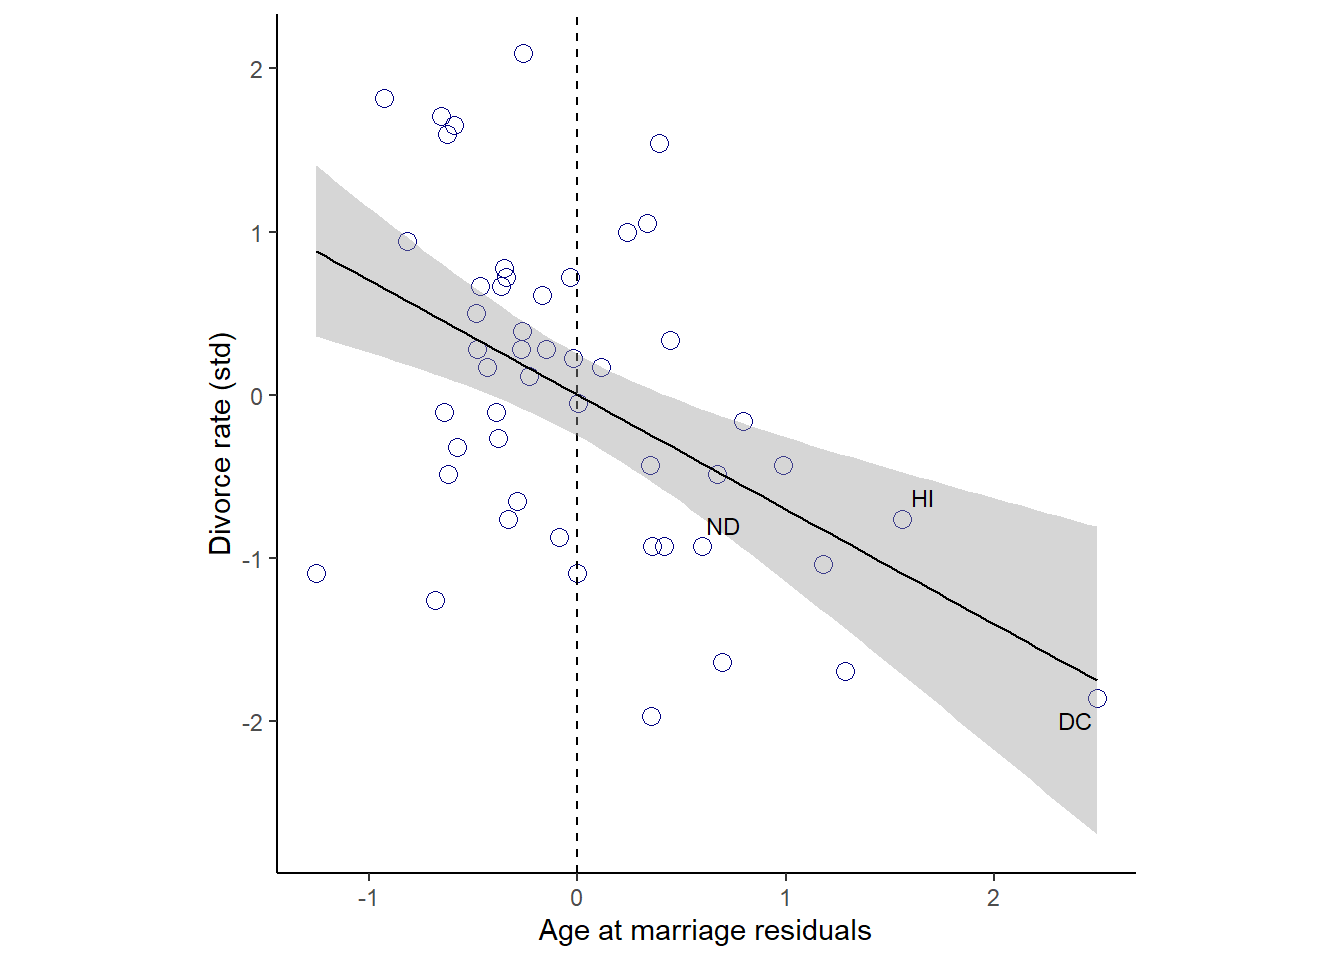 2
1
0
-1
-2
Divorce rate (std)
HI
ND
DC
-1
0
1
2
Age at marriage residuals